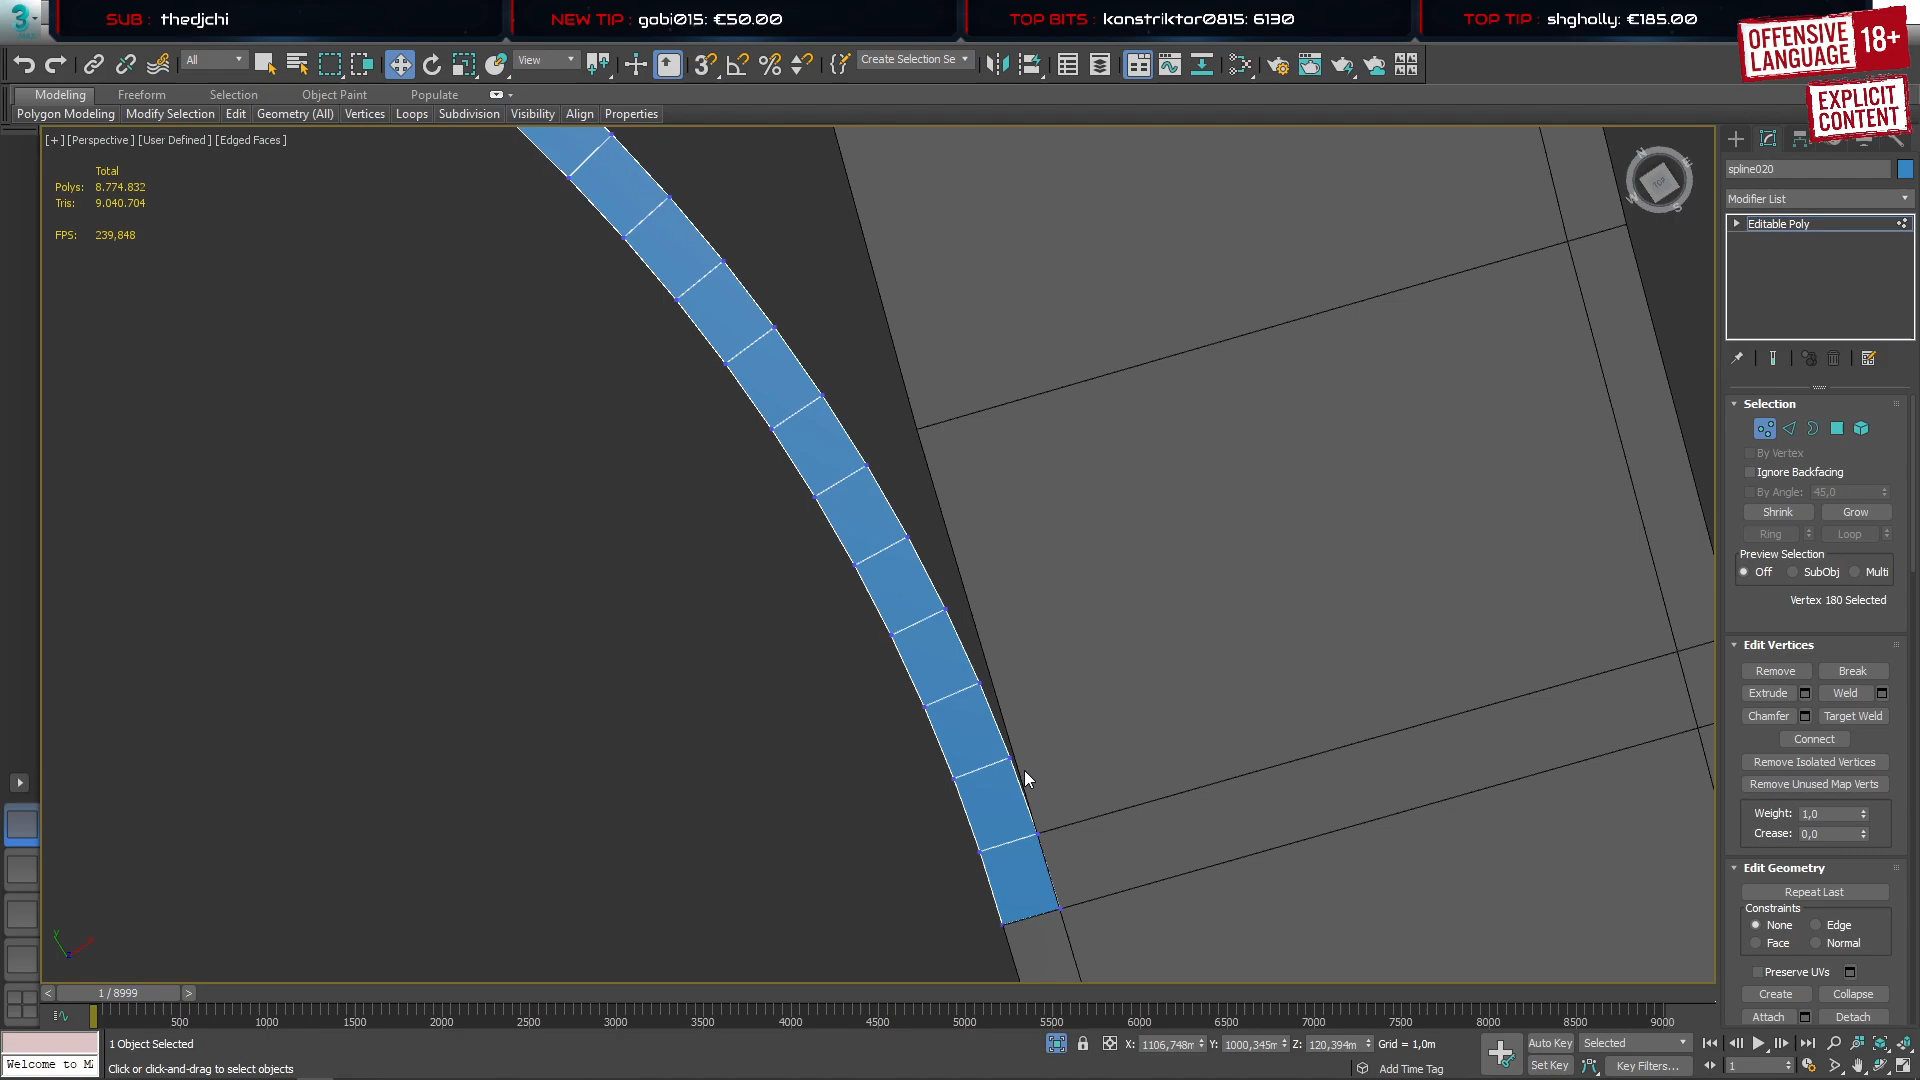 SUB : thedjchi
NEW TIP : gabi015: €50.00
TOP BITS : konstriktor0815: 6130
TOP TIP : shgholly: €185.00
OFFENSIVE LANGUAGE 18+
EXPLICIT CONTENT
All
View
Create Selection Se
Modeling
Freeform
Selection
Object Paint
Populate
Polygon Modeling
Modify Selection
Edit
Geometry (All)
Vertices
Loops
Subdivision
Visibility
Align
Properties
[+] [Perspective ] [User Defined ] [Edged Faces ]
Total
Polys: 8.774.832
Tris: 9.040.704
FPS: 239,848
TOP
spline020
Modifier List
Editable Poly
Selection
By Vertex
Ignore Backfacing
By Angle: 45,0
Shrink
Grow
Ring
Loop
Preview Selection
Off
SubObj
Multi
Vertex 180 Selected
Edit Vertices
Remove
Break
Extrude
Weld
Chamfer
Target Weld
Connect
Remove Isolated Vertices
Remove Unused Map Verts
Weight: 1,0
Crease: 0,0
Edit Geometry
Repeat Last
Constraints
None
Edge
Face
Normal
Preserve UVs
Create
Collapse
Attach
Detach
< 1 / 8999 >
500 1000 1500 2000 2500 3000 3500 4000 4500 5000 5500 6000 6500 7000 7500 8000 8500 9000
1 Object Selected
X: 1106,748m
Y: 1000,345m
Z: 120,394m
Grid = 1,0m
Auto Key
Selected
Welcome to M
Click or click-and-drag to select objects
Add Time Tag
Set Key
Key Filters...
1